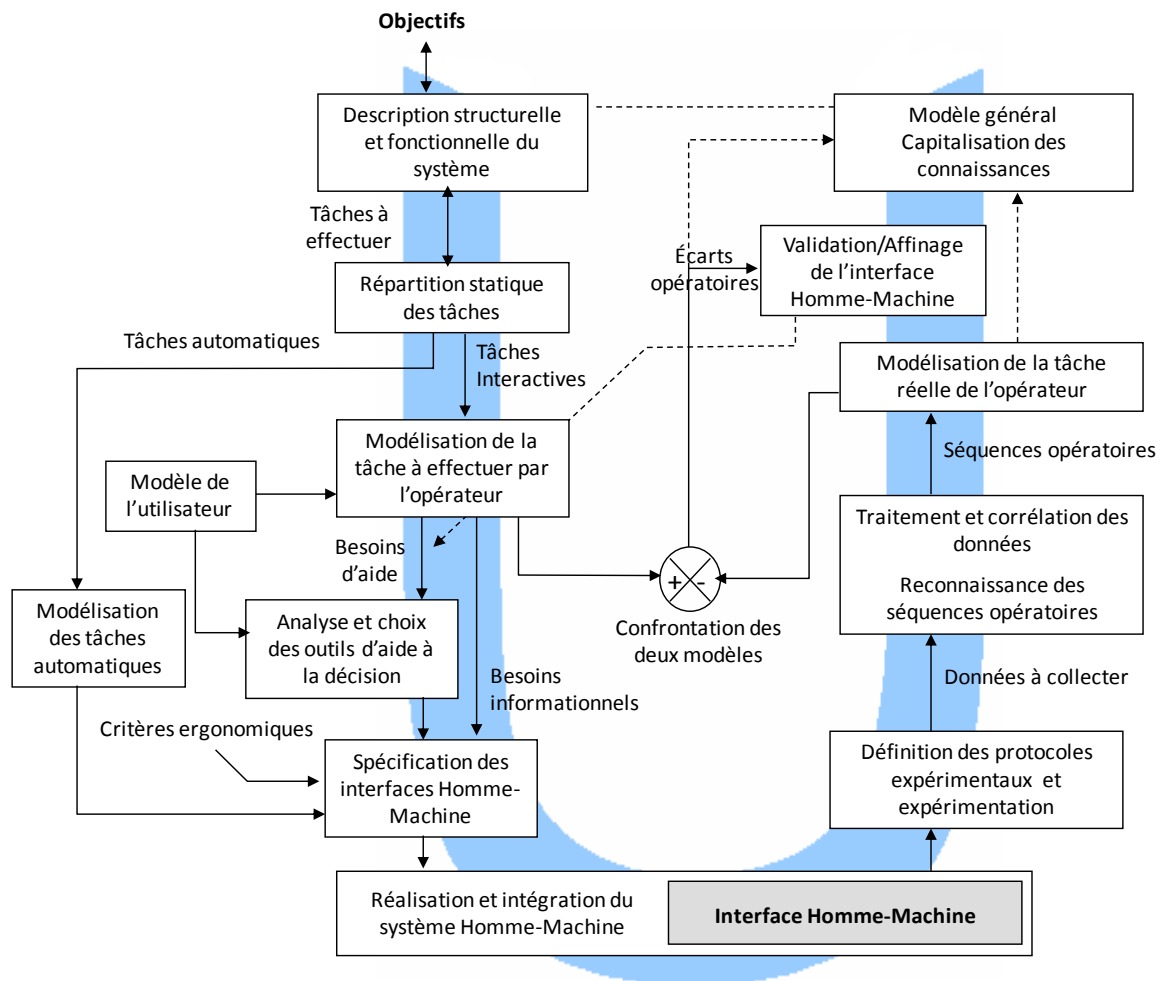 Objectifs
Description structurelle
et fonctionnelle du
système
Modèle général
Capitalisation des
connaissances
Tâches à
effectuer
Validation/Affinage
de l'interface
Homme-Machine
Écarts
opératoires
Répartition statique
des tâches
Tâches automatiques
Tâches
Interactives
Modélisation de la tâche
réelle de l'opérateur
Modélisation de la
tâche à effectuer par
l'opérateur
Séquences opératoires
Modèle de
l'utilisateur
Traitement et corrélation des
données
Reconnaissance des
séquences opératoires
Besoins
d'aide
+ -
Confrontation des
deux modèles
Modélisation
des tâches
automatiques
Analyse et choix
des outils d'aide à
la décision
Besoins
informationnels
Données à collecter
Critères ergonomiques
Spécification des
interfaces Homme-
Machine
Définition des protocoles
expérimentaux et
expérimentation
Réalisation et intégration du
système Homme-Machine
Interface Homme-Machine